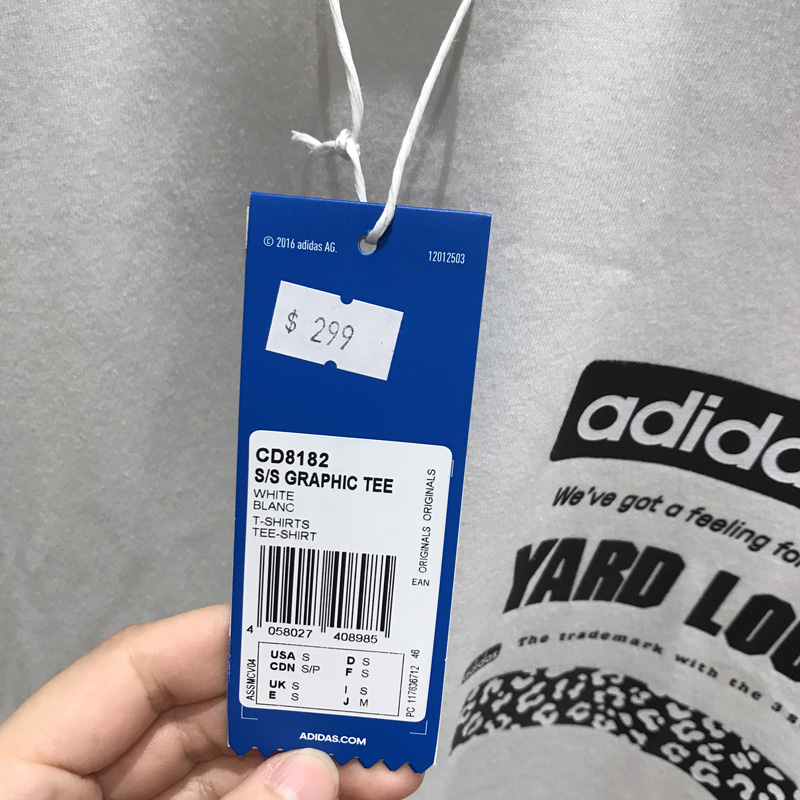 © 2016 adidas AG.
12012503
$ 299
CD8182
S/S GRAPHIC TEE
WHITE
BLANC
T-SHIRTS
TEE-SHIRT
ORIGINALS ORIGINALS
EAN
4 058027 408985
ASSMCV04
USA S D S
CDN S/P F S
UK S I S
E S J M
PC 117636712 46
ADIDAS.COM
adidas
We've got a feeling for
YARD
The trademark with the 3 s
adidas